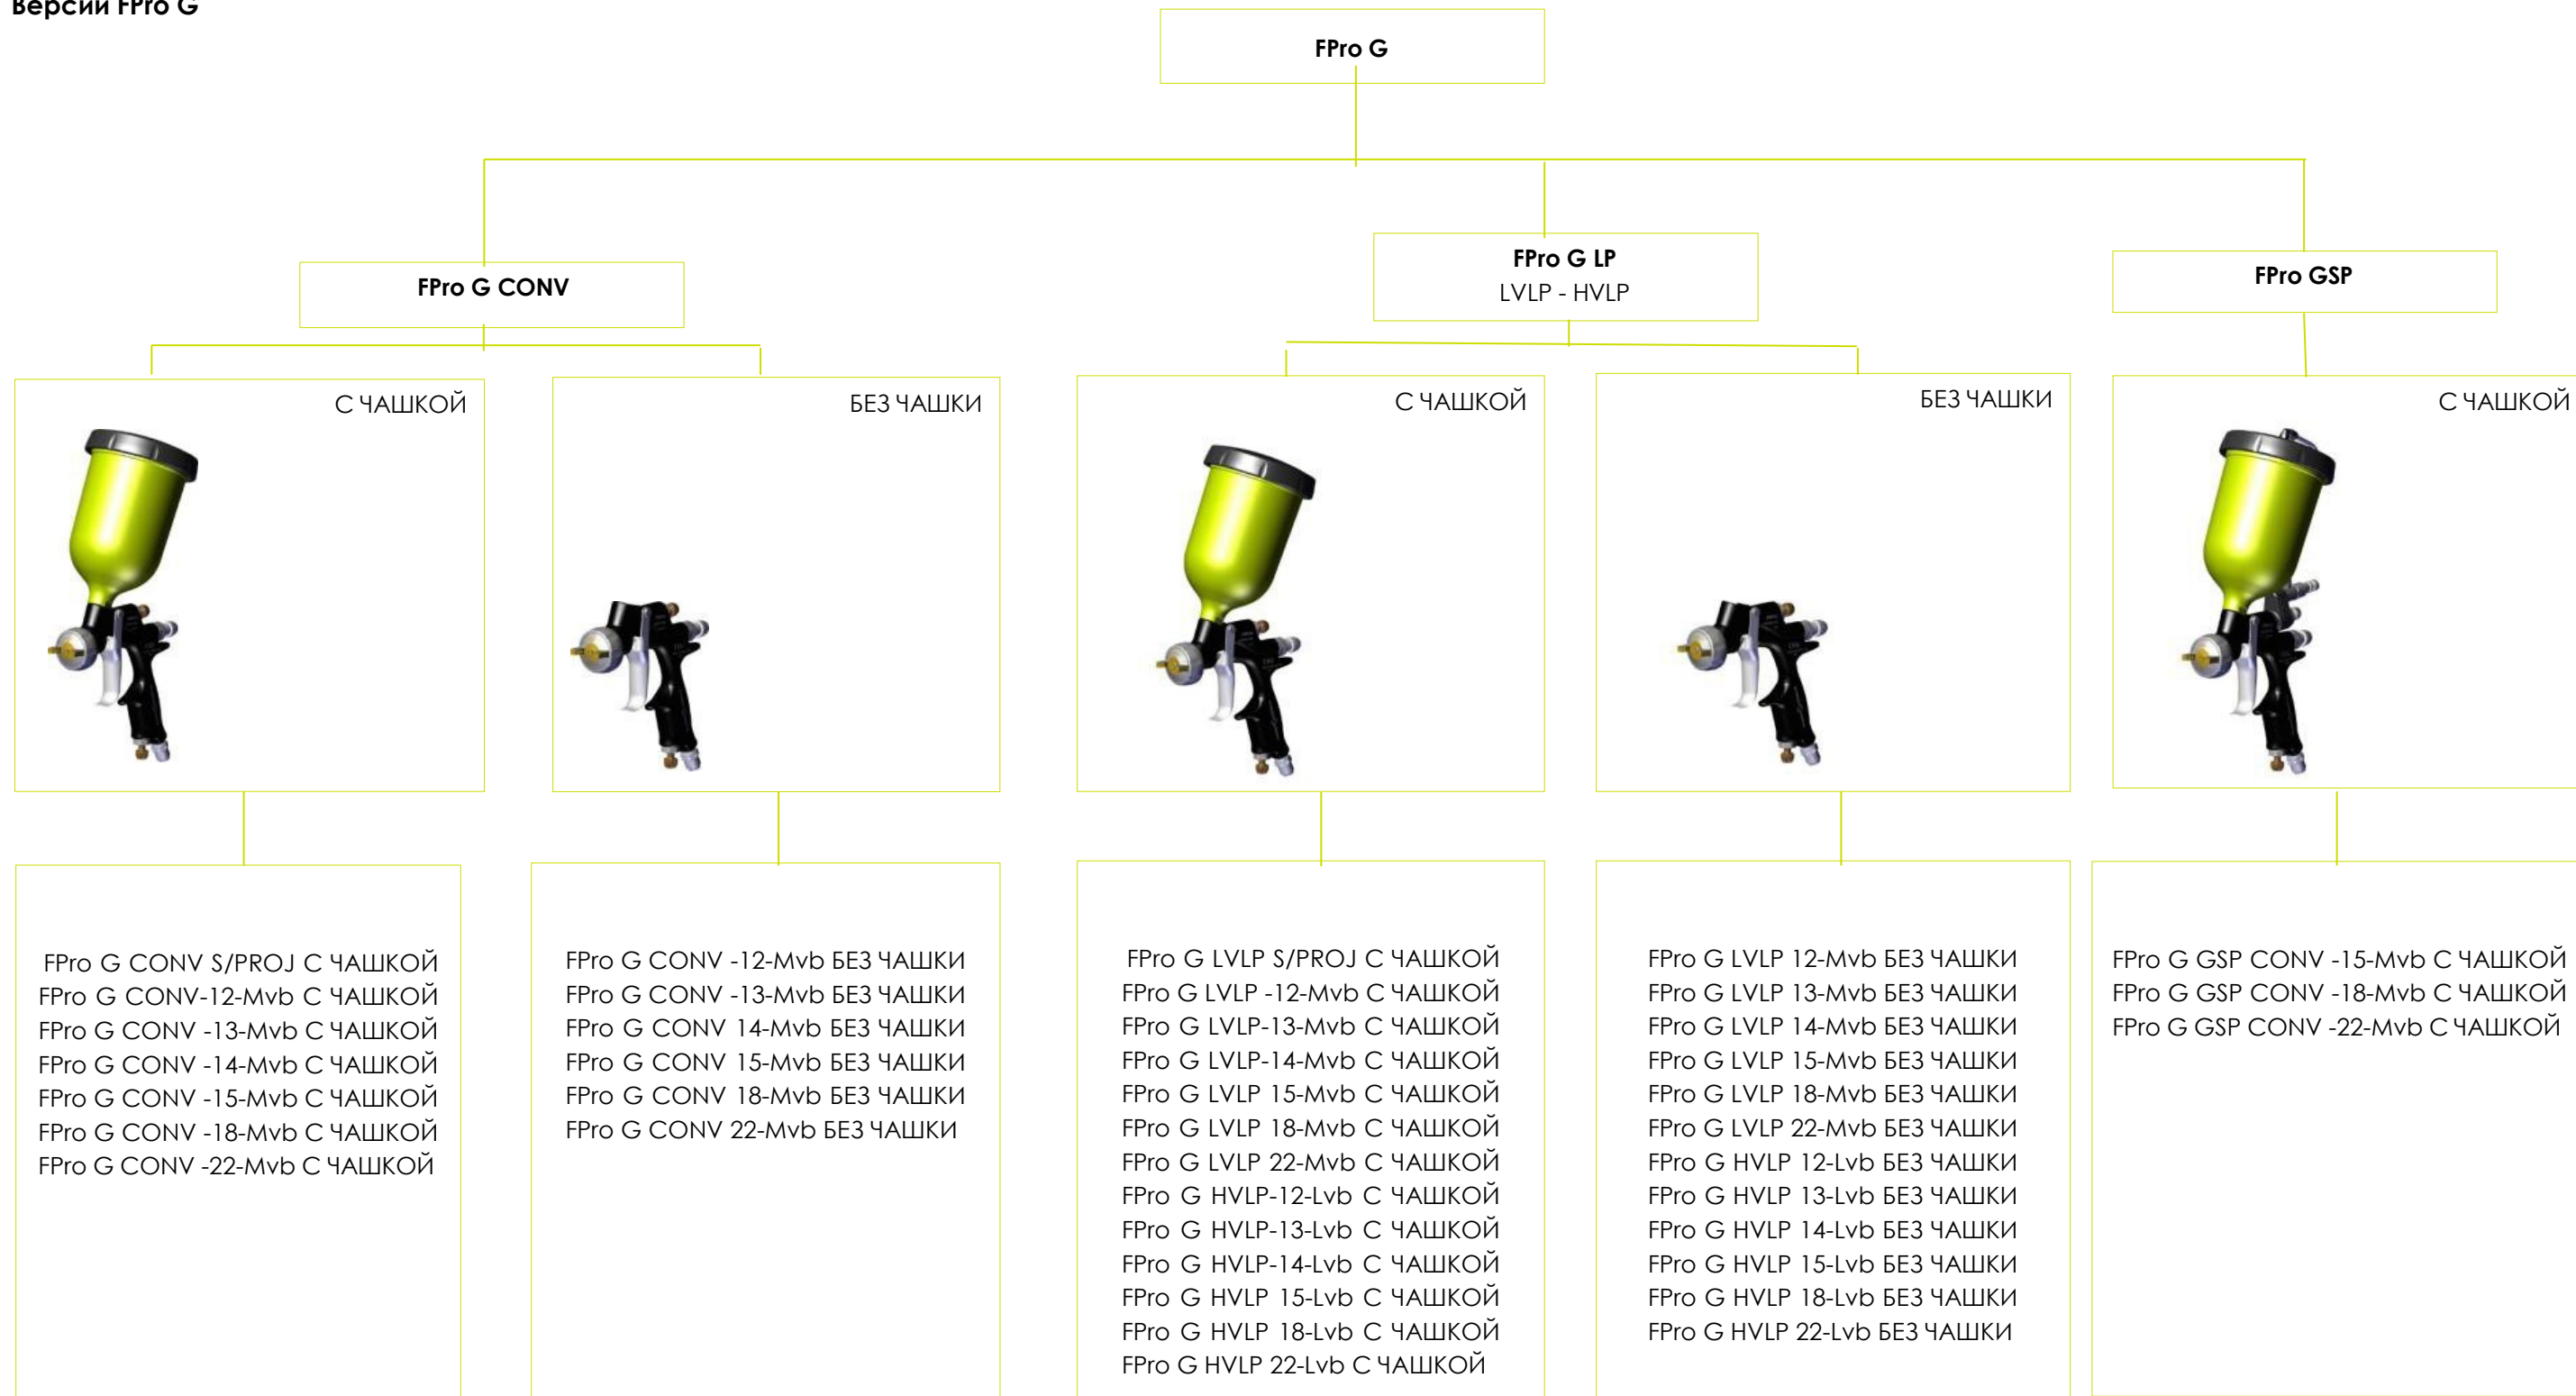 Версии FPro G
FPro G
FPro G CONV
FPro G LP
LVLP - HVLP
FPro GSP
С ЧАШКОЙ
БЕЗ ЧАШКИ
С ЧАШКОЙ
БЕЗ ЧАШКИ
С ЧАШКОЙ
FPro G CONV S/PROJ С ЧАШКОЙ
FPro G CONV-12-Mvb С ЧАШКОЙ
FPro G CONV -13-Mvb С ЧАШКОЙ
FPro G CONV -14-Mvb С ЧАШКОЙ
FPro G CONV -15-Mvb С ЧАШКОЙ
FPro G CONV -18-Mvb С ЧАШКОЙ
FPro G CONV -22-Mvb С ЧАШКОЙ
FPro G CONV -12-Mvb БЕЗ ЧАШКИ
FPro G CONV -13-Mvb БЕЗ ЧАШКИ
FPro G CONV 14-Mvb БЕЗ ЧАШКИ
FPro G CONV 15-Mvb БЕЗ ЧАШКИ
FPro G CONV 18-Mvb БЕЗ ЧАШКИ
FPro G CONV 22-Mvb БЕЗ ЧАШКИ
FPro G LVLP S/PROJ С ЧАШКОЙ
FPro G LVLP -12-Mvb С ЧАШКОЙ
FPro G LVLP-13-Mvb С ЧАШКОЙ
FPro G LVLP-14-Mvb С ЧАШКОЙ
FPro G LVLP 15-Mvb С ЧАШКОЙ
FPro G LVLP 18-Mvb С ЧАШКОЙ
FPro G LVLP 22-Mvb С ЧАШКОЙ
FPro G HVLP-12-Lvb С ЧАШКОЙ
FPro G HVLP-13-Lvb С ЧАШКОЙ
FPro G HVLP-14-Lvb С ЧАШКОЙ
FPro G HVLP 15-Lvb С ЧАШКОЙ
FPro G HVLP 18-Lvb С ЧАШКОЙ
FPro G HVLP 22-Lvb С ЧАШКОЙ
FPro G LVLP 12-Mvb БЕЗ ЧАШКИ
FPro G LVLP 13-Mvb БЕЗ ЧАШКИ
FPro G LVLP 14-Mvb БЕЗ ЧАШКИ
FPro G LVLP 15-Mvb БЕЗ ЧАШКИ
FPro G LVLP 18-Mvb БЕЗ ЧАШКИ
FPro G LVLP 22-Mvb БЕЗ ЧАШКИ
FPro G HVLP 12-Lvb БЕЗ ЧАШКИ
FPro G HVLP 13-Lvb БЕЗ ЧАШКИ
FPro G HVLP 14-Lvb БЕЗ ЧАШКИ
FPro G HVLP 15-Lvb БЕЗ ЧАШКИ
FPro G HVLP 18-Lvb БЕЗ ЧАШКИ
FPro G HVLP 22-Lvb БЕЗ ЧАШКИ
FPro G GSP CONV -15-Mvb С ЧАШКОЙ
FPro G GSP CONV -18-Mvb С ЧАШКОЙ
FPro G GSP CONV -22-Mvb С ЧАШКОЙ